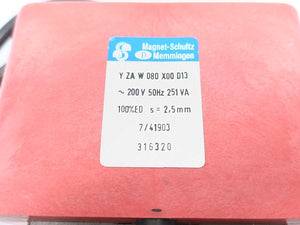 Magnet-Schultz
D Memmingen
Y ZA W 080 X00 D13
~ 200 V 50Hz 251 VA
100%ED s = 2,5mm
7/41903
316320